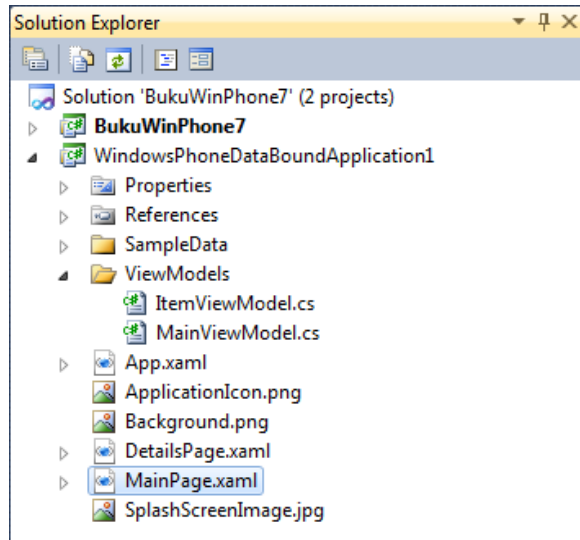 Solution Explorer
Solution 'BukuWinPhone7' (2 projects)
BukuWinPhone7
WindowsPhoneDataBoundApplication1
Properties
References
SampleData
ViewModels
ItemViewModel.cs
MainViewModel.cs
App.xaml
ApplicationIcon.png
Background.png
DetailsPage.xaml
MainPage.xaml
SplashScreenImage.jpg